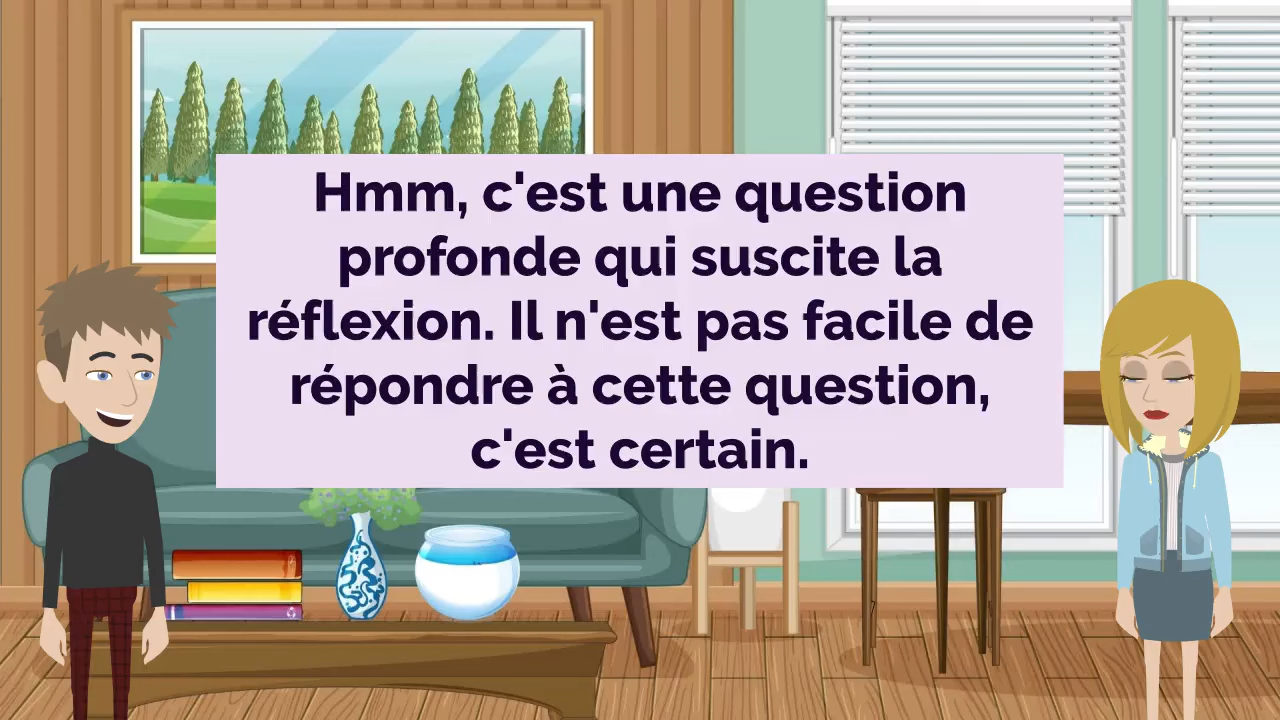 Hmm, c'est une question
profonde qui suscite la
réflexion. Il n'est pas facile de
répondre à cette question,
c'est certain.